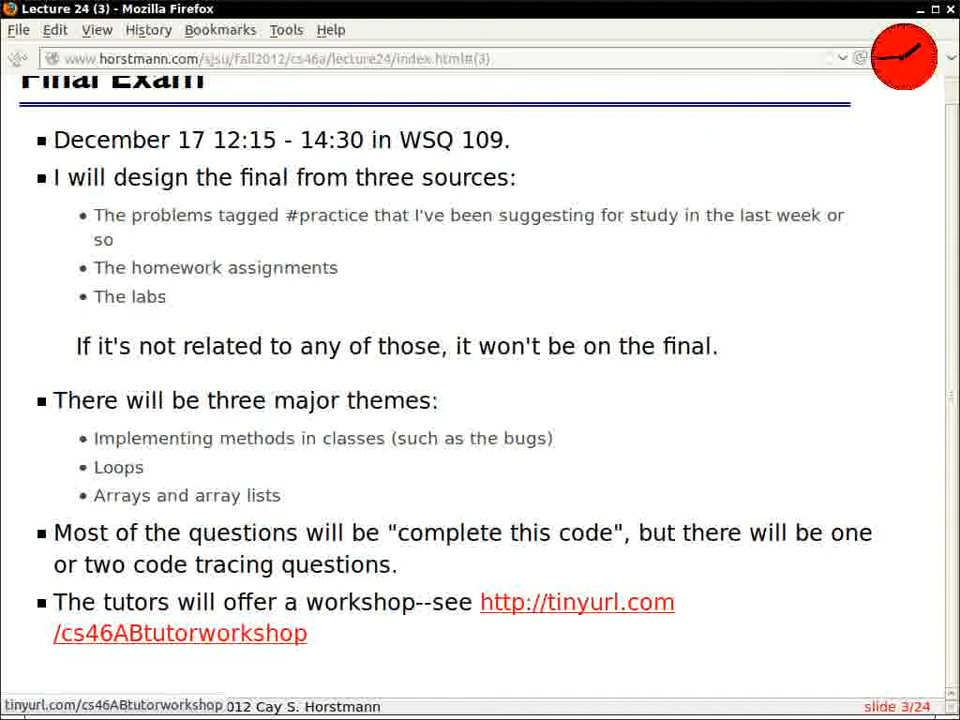 Lecture 24 (3) - Mozilla Firefox
File Edit View History Bookmarks Tools Help
www.horstmann.com/sjsu/fall2012/cs46a/lecture24/index.html#(3)
Final Exam
December 17 12:15 - 14:30 in WSQ 109.
I will design the final from three sources:
The problems tagged #practice that I've been suggesting for study in the last week or
so
The homework assignments
The labs
If it's not related to any of those, it won't be on the final.
There will be three major themes:
Implementing methods in classes (such as the bugs)
Loops
Arrays and array lists
Most of the questions will be "complete this code", but there will be one
or two code tracing questions.
The tutors will offer a workshop--see http://tinyurl.com
/cs46ABtutorworkshop
tinyurl.com/cs46ABtutorworkshop 012 Cay S. Horstmann slide 3/24